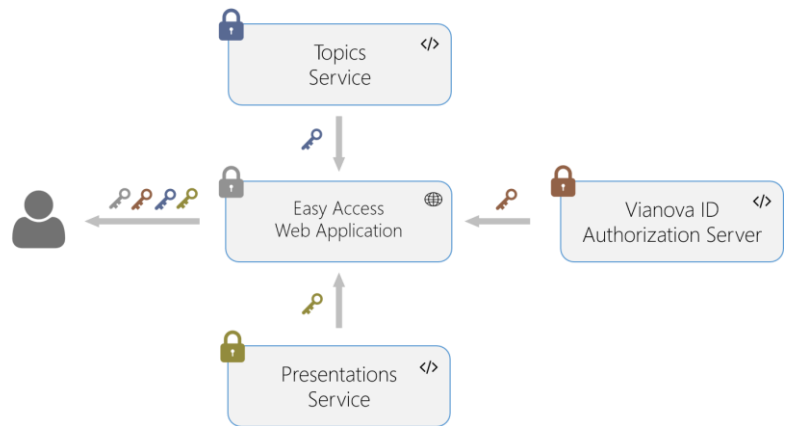 Topics
Service
</>
Easy Access
Web Application
Vianova ID
Authorization Server
</>
Presentations
Service
</>